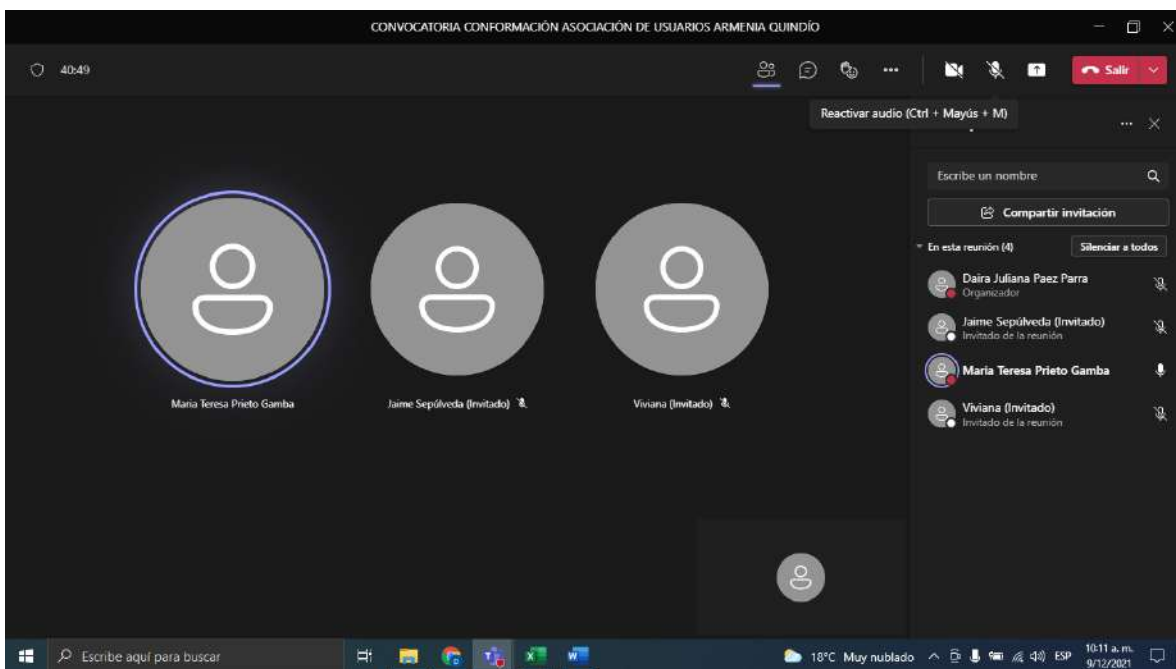 CONVOCATORIA CONFORMACIÓN ASOCIACIÓN DE USUARIOS ARMENIA QUINDÍO
40:49
Salir
Reactivar audio (Ctrl + Mayús + M)
Escribe un nombre
Compartir invitación
En esta reunión (4)
Silenciar a todos
Daira Juliana Paez Parra
Organizador
Jaime Sepúlveda (Invitado)
Invitado de la reunión
Maria Teresa Prieto Gamba
Viviana (Invitado)
Invitado de la reunión
Maria Teresa Prieto Gamba
Jaime Sepúlveda (Invitado)
Viviana (Invitado)
Escribe aquí para buscar
18°C Muy nublado
ESP
10:11 a. m.
9/12/2021